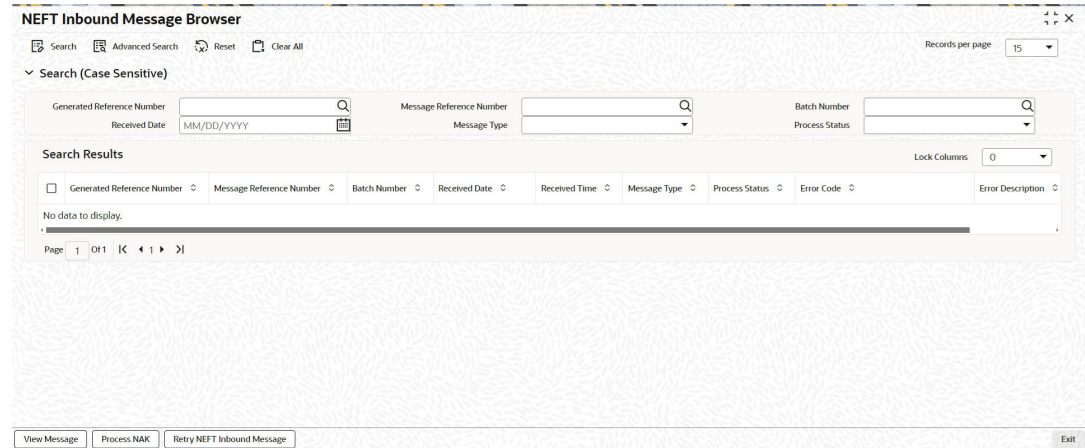 NEFT Inbound Message Browser
Search Advanced Search Reset Clear All Records per page 15
Search (Case Sensitive)
Generated Reference Number Message Reference Number Batch Number
Received Date MM/DD/YYYY Message Type Process Status
Search Results Lock Columns 0
Generated Reference Number Message Reference Number Batch Number Received Date Received Time Message Type Process Status Error Code Error Description
No data to display.
Page 1 Of 1 1
View Message Process NAK Retry NEFT Inbound Message Exit